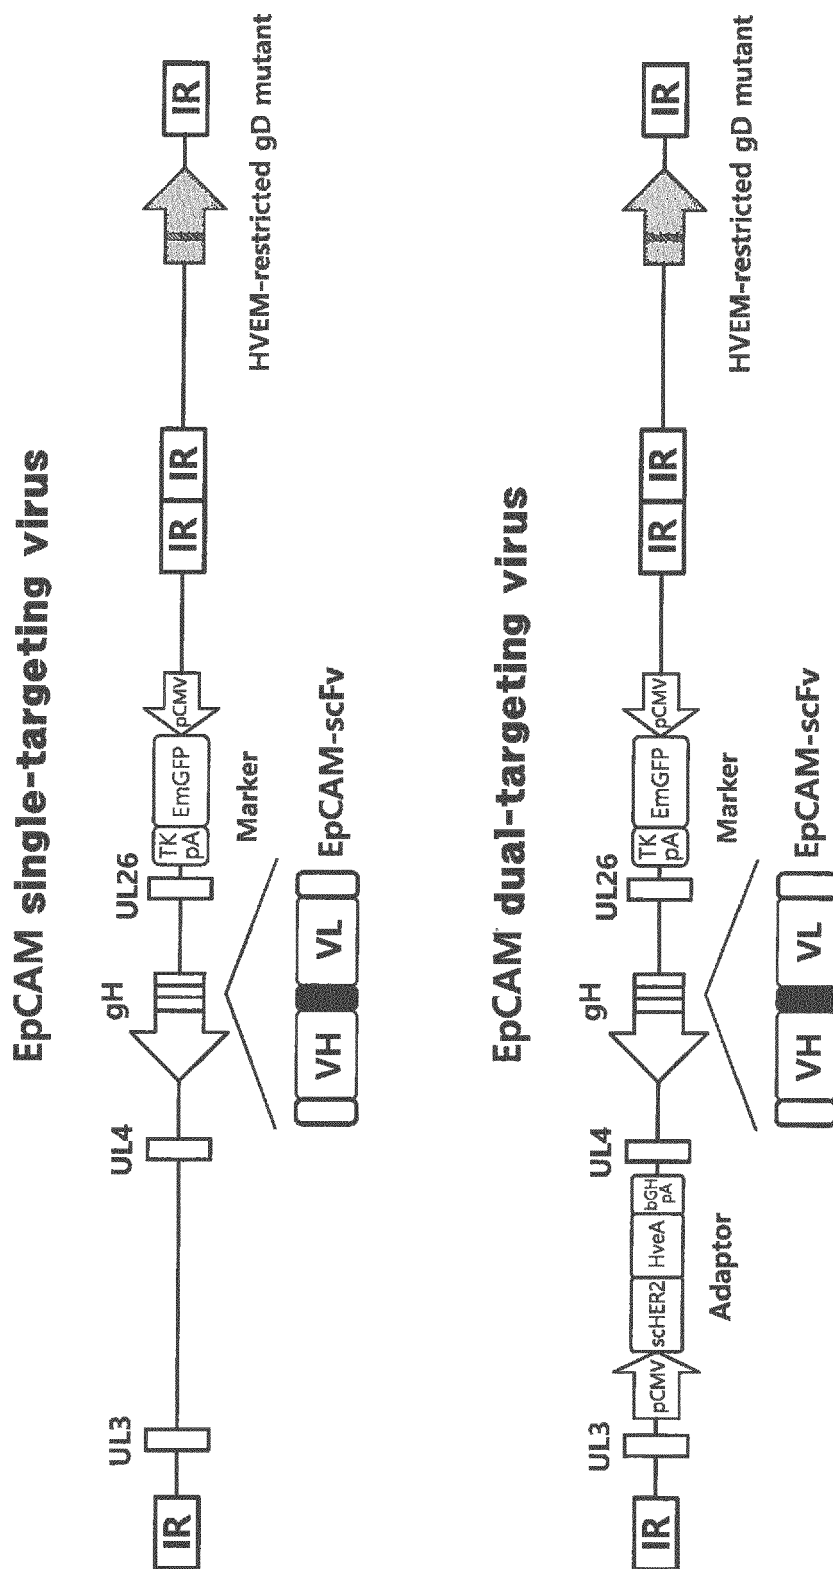 EpCAM single-targeting virus
IR
UL3
UL4
gH
UL26
TK
pA
EmGFP
pCMV
Marker
IR
IR
HVEM-restricted gD mutant
IR
VH
VL
EpCAM-scFv
EpCAM dual-targeting virus
IR
UL3
pCMV
scHER2
HveA
bGH
pA
Adaptor
UL4
gH
UL26
TK
pA
EmGFP
pCMV
Marker
IR
IR
HVEM-restricted gD mutant
IR
VH
VL
EpCAM-scFv